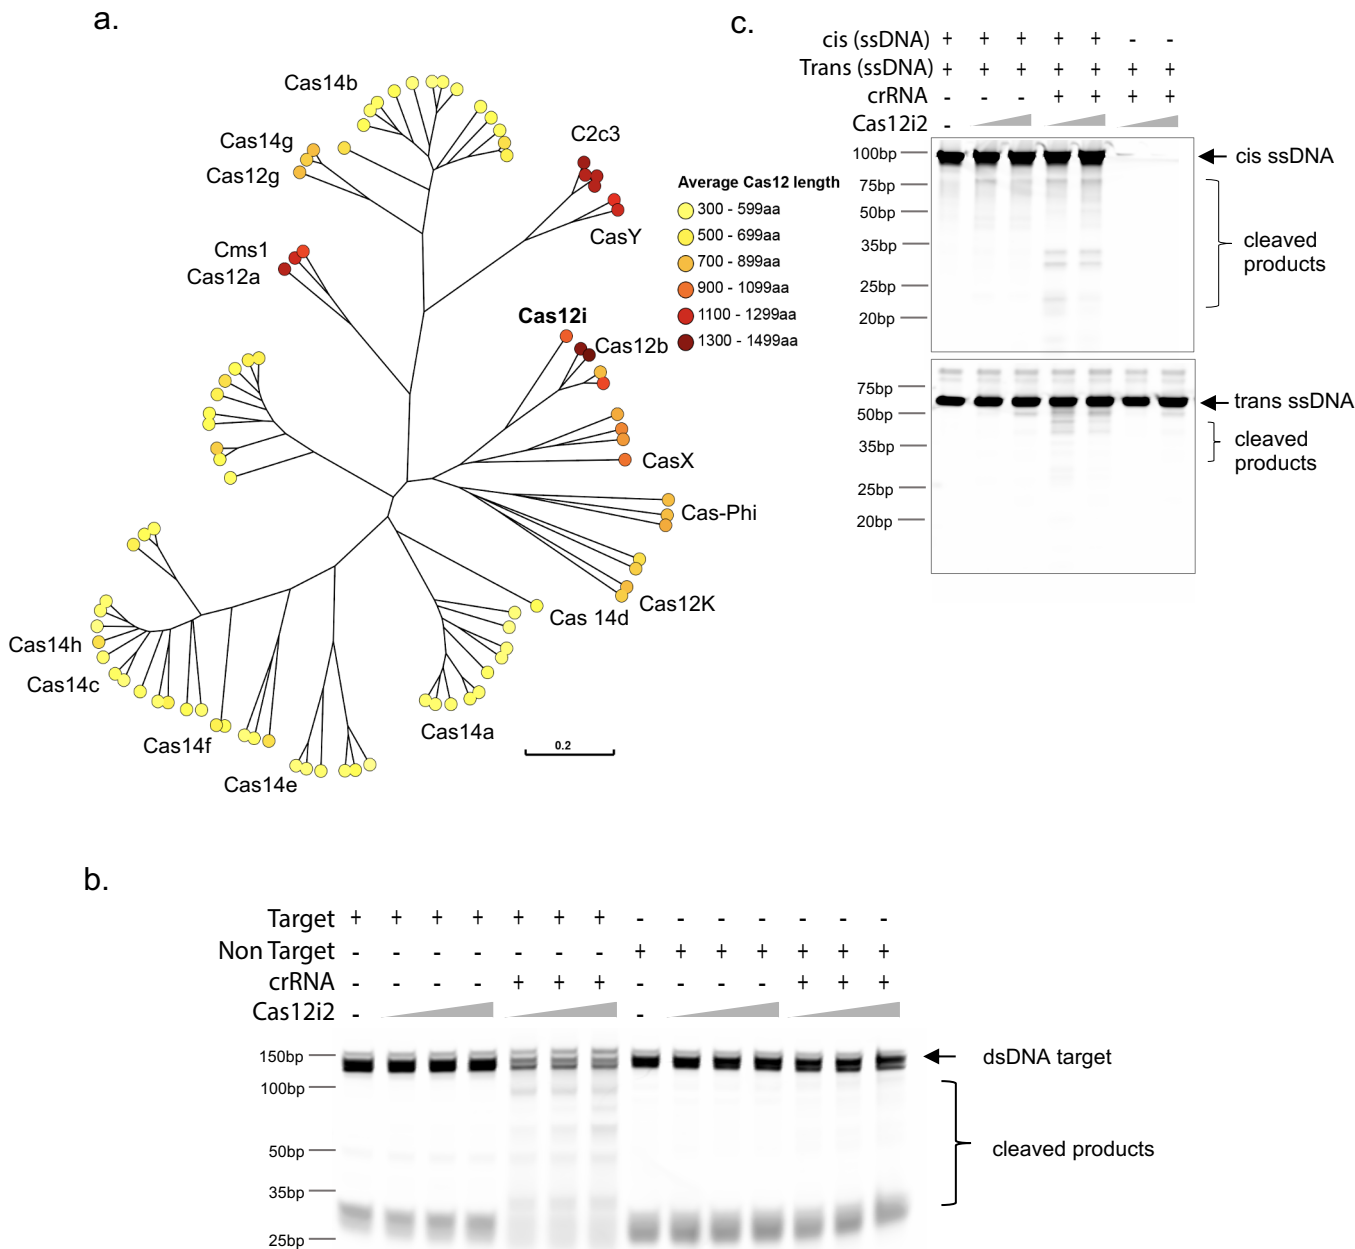 a.
Cas14b
Cas14g
Cas12g
C2c3
CasY
Cms1
Cas12a
Cas12i
Cas12b
CasX
Cas-Phi
Cas12K
Cas 14d
Cas14h
Cas14c
Cas14f
Cas14e
Cas14a
0.2
Average Cas12 length
300 - 599aa
500 - 699aa
700 - 899aa
900 - 1099aa
1100 - 1299aa
1300 - 1499aa
c.
cis (ssDNA) + + + + + - -
Trans (ssDNA) + + + + + + +
crRNA - - - + + + +
Cas12i2 -
100bp
75bp
50bp
35bp
25bp
20bp
cis ssDNA
cleaved
products
75bp
50bp
35bp
25bp
20bp
trans ssDNA
cleaved
products
b.
Target + + + + + + + - - - - - - -
Non Target - - - - - - - + + + + + + +
crRNA - - - - + + + - - - - + + +
Cas12i2 - -
150bp
100bp
50bp
35bp
25bp
dsDNA target
cleaved products